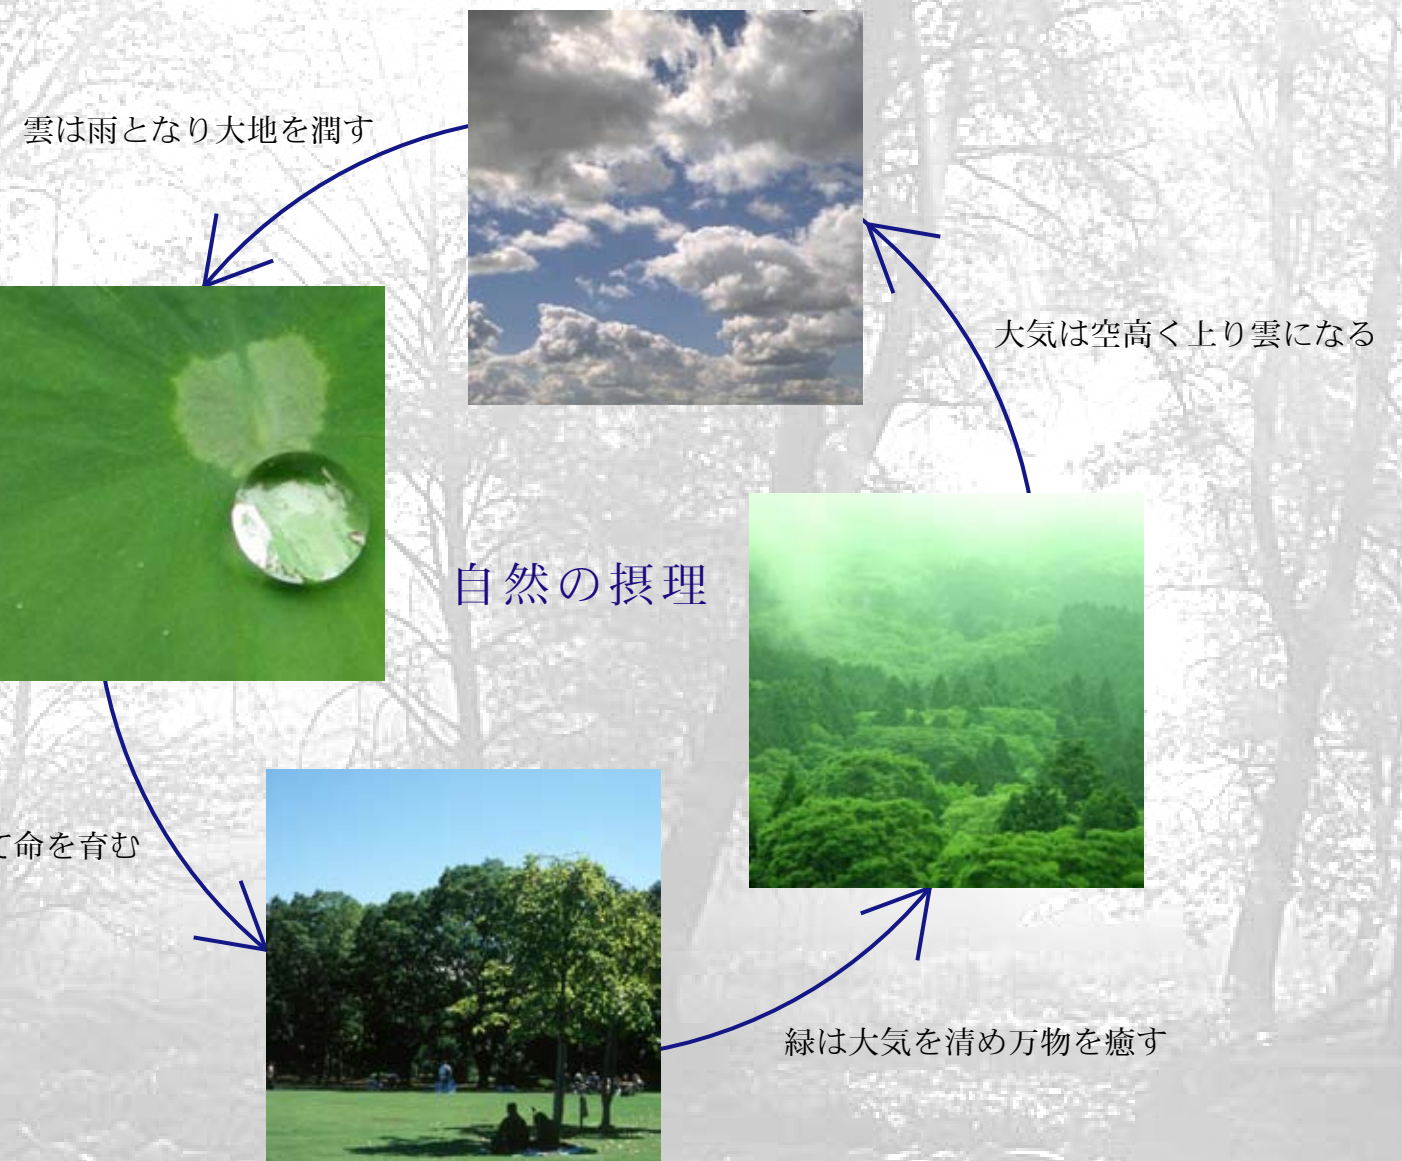 雲は雨となり大地を潤す
大気は空高く上り雲になる
自然の摂理
て命を育む
緑は大気を清め万物を癒す